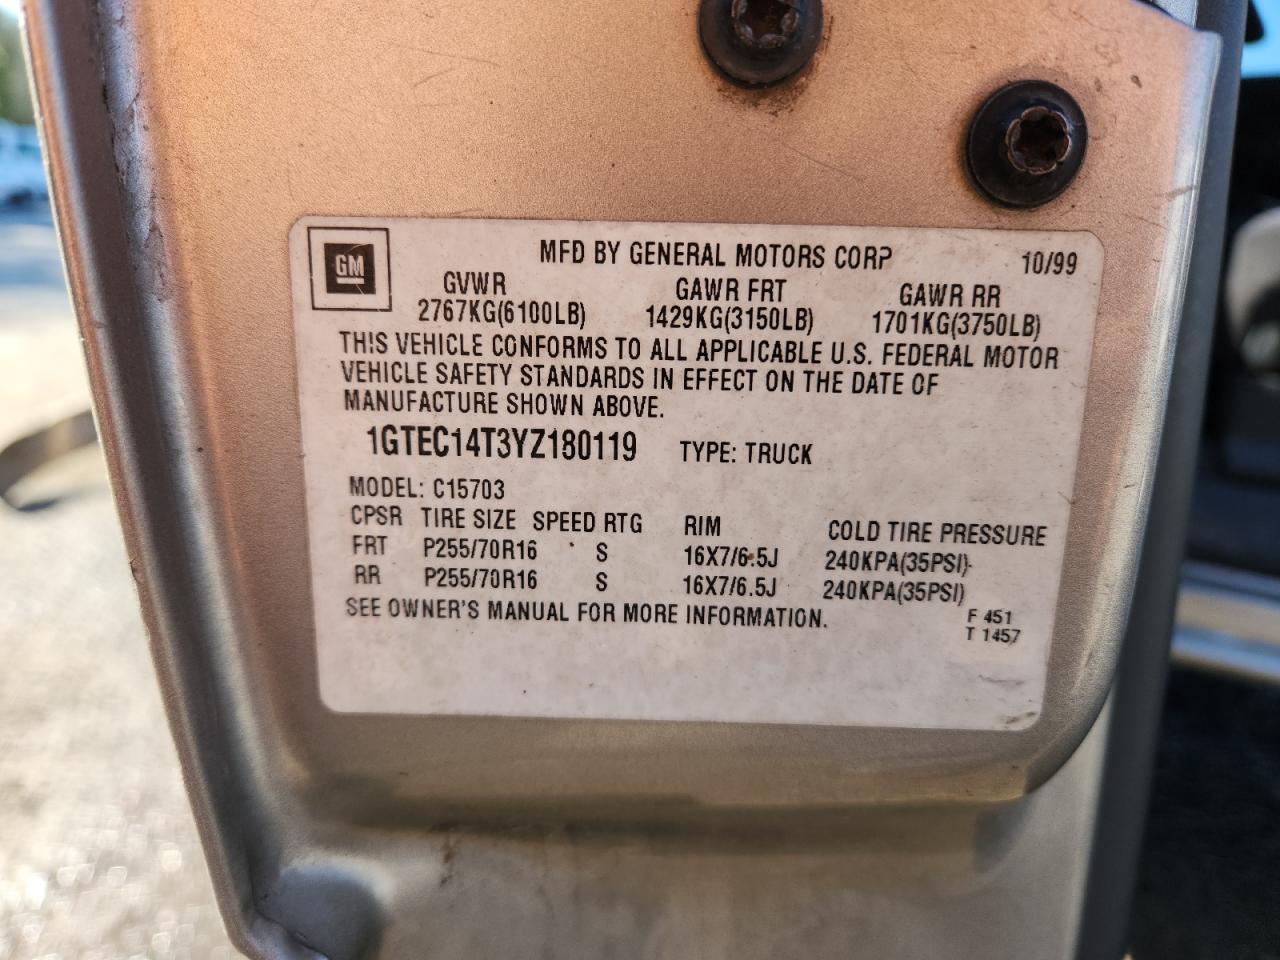 GM
MFD BY GENERAL MOTORS CORP 10/99
GVWR GAWR FRT GAWR RR
2767KG(6100LB) 1429KG(3150LB) 1701KG(3750LB)
THIS VEHICLE CONFORMS TO ALL APPLICABLE U.S. FEDERAL MOTOR
VEHICLE SAFETY STANDARDS IN EFFECT ON THE DATE OF
MANUFACTURE SHOWN ABOVE.
1GTEC14T3YZ180119 TYPE: TRUCK
MODEL: C15703
CPSR TIRE SIZE SPEED RTG RIM COLD TIRE PRESSURE
FRT P255/70R16 S 16X7/6.5J 240KPA(35PSI)
RR P255/70R16 S 16X7/6.5J 240KPA(35PSI)
SEE OWNER'S MANUAL FOR MORE INFORMATION.
F 451
T 1457